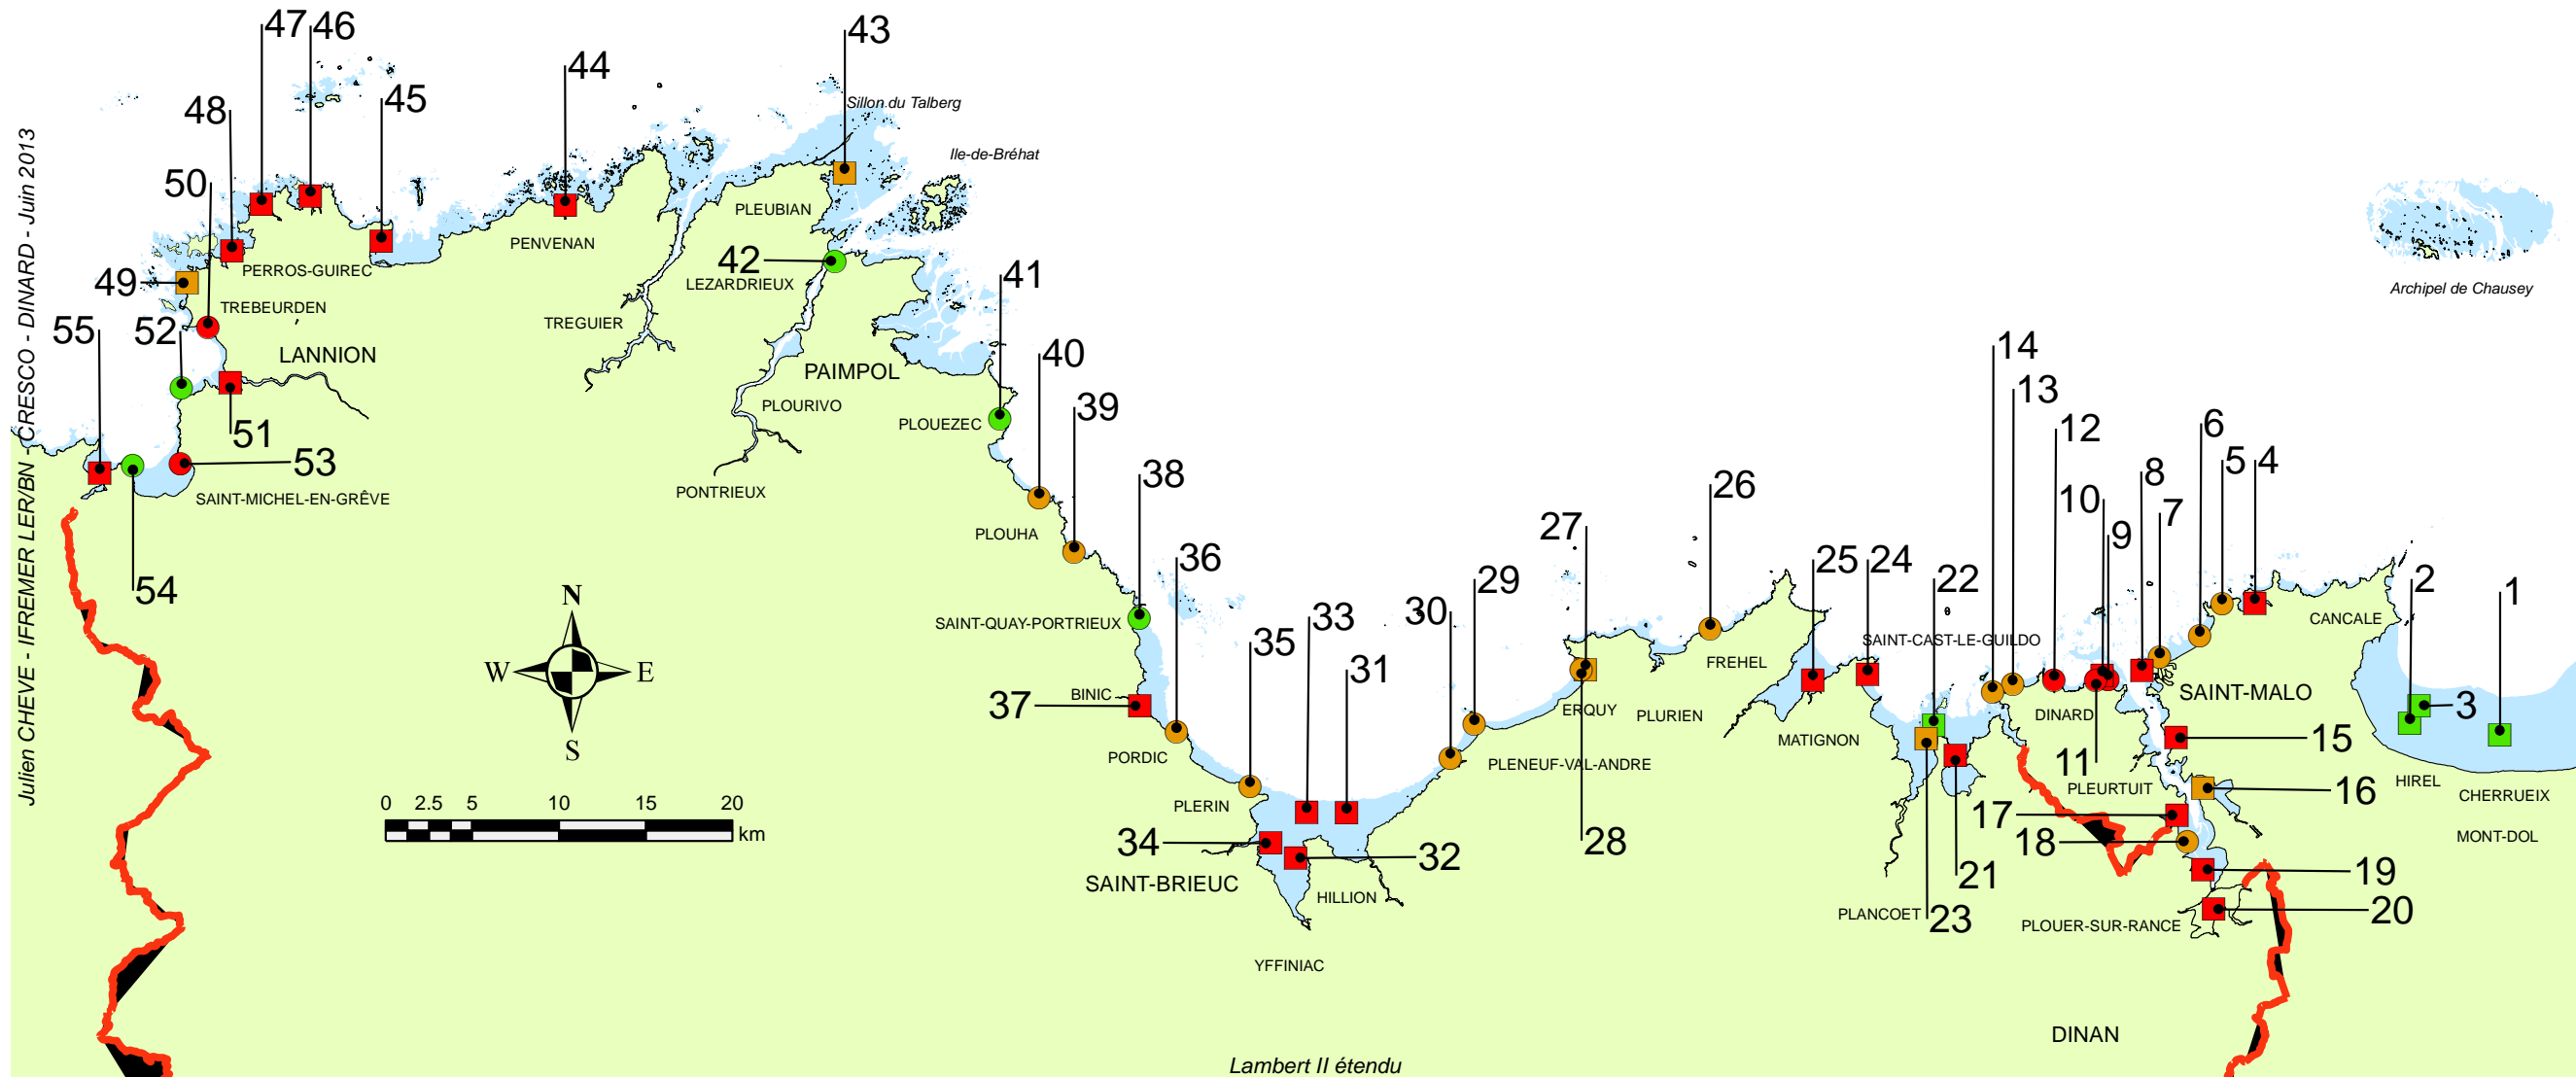 47
46
43
44
45
48
Sillon du Talberg
Ile-de-Bréhat
50
PLEUBIAN
PENVENAN
42
LEZARDRIEUX
PERROS-GUIREC
49
TREBEURDEN
41
Archipel de Chausey
55
52
TREGUIER
LANNION
40
14
PAIMPOL
13
PLOURIVO
39
PLOUEZEC
12
6
51
53
38
26
5
4
8
SAINT-MICHEL-EN-GRÊVE
PONTRIEUX
10
7
27
PLOUHA
9
36
25
24
22
2
1
54
29
30
33
CANCALE
SAINT-QUAY-PORTRIEUX
SAINT-CAST-LE-GUILDO
35
31
FREHEL
N
W
E
S
BINIC
37
SAINT-MALO
3
ERQUY
PLURIEN
DINARD
MATIGNON
15
PORDIC
PLENEUF-VAL-ANDRE
11
HIREL
PLEURTUIT
16
CHERRUEIX
0
2.5
5
10
15
20
km
PLERIN
17
MONT-DOL
34
28
18
32
SAINT-BRIEUC
21
19
HILLION
PLANCOET
23
20
PLOUER-SUR-RANCE
YFFINIAC
DINAN
Lambert II étendu
Julien CHEVE - IFREMER LER/BN - CRESCO - DINARD - Juin 2013